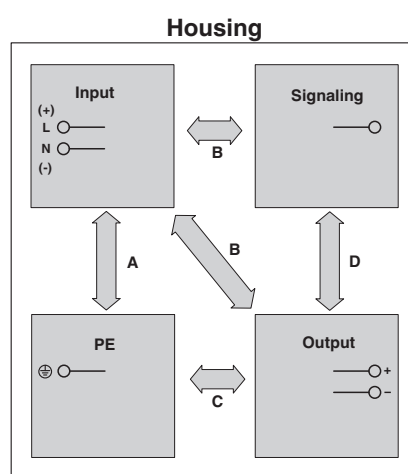 Housing
Input
Signaling
(+)
L
N
(-)
B
A
B
D
PE
Output
+
−
C